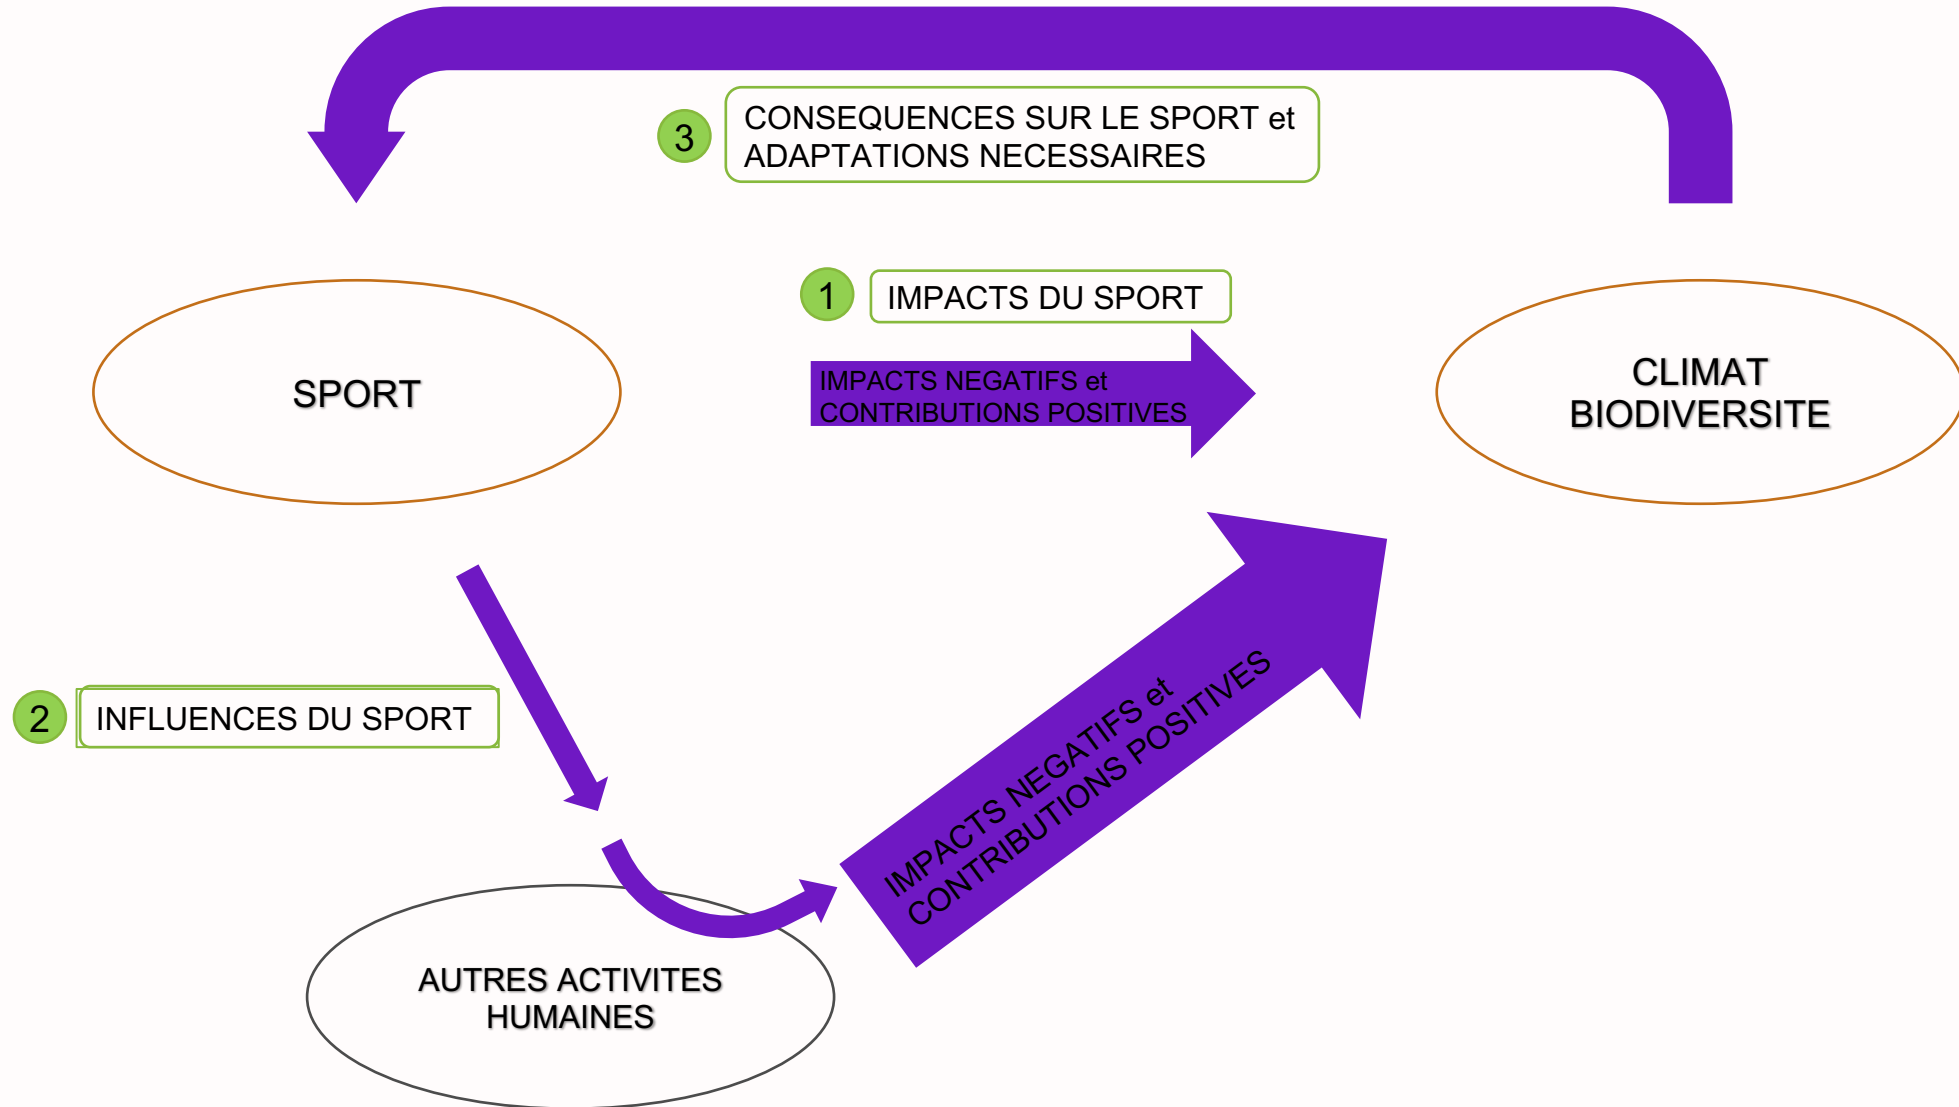 3
CONSEQUENCES SUR LE SPORT et
ADAPTATIONS NECESSAIRES
1
IMPACTS DU SPORT
SPORT
IMPACTS NEGATIFS et
CONTRIBUTIONS POSITIVES
CLIMAT
BIODIVERSITE
2
INFLUENCES DU SPORT
IMPACTS NEGATIFS et
CONTRIBUTIONS POSITIVES
AUTRES ACTIVITES
HUMAINES